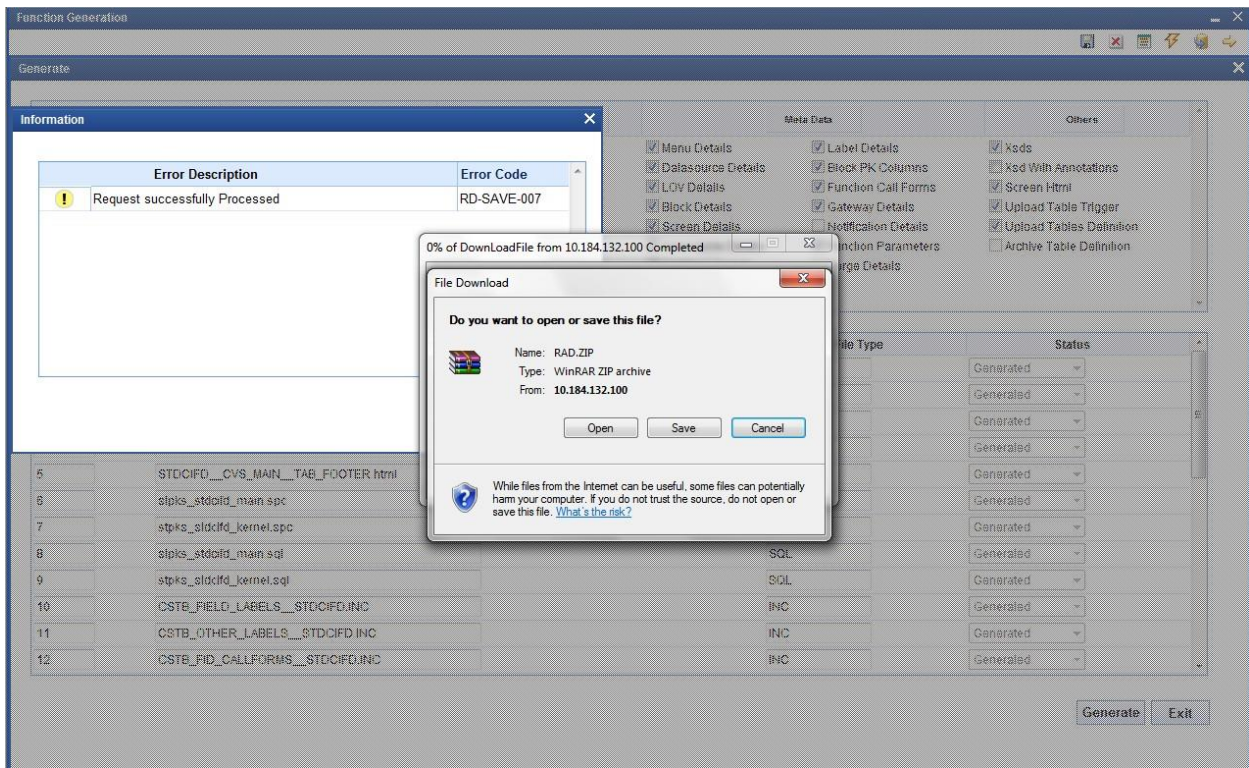 Function Generation
Generate
Information
Error Description Error Code
Request successfully Processed RD-SAVE-007
Meta Data Others
Menu Details Label Details Xsds
Datasource Details Block PK Columns Xsd With Annotations
LOV Details Function Call Forms Screen Html
Block Details Gateway Details Upload Table Trigger
Screen Details Notification Details Upload Tables Definition
Parameters Archive Table Definition
Details
0% of DownLoadFile from 10.184.132.100 Completed
File Download
Do you want to open or save this file?
Name: RAD.ZIP
Type: WinRAR ZIP archive
From: 10.184.132.100
Open Save Cancel
While files from the Internet can be useful, some files can potentially
harm your computer. If you do not trust the source, do not open or
save this file. What's the risk?
Type Status
Generated
Generated
Generated
Generated
5 STDCIFD__CVS_MAIN__TAB_FOOTER.html Generated
6 stpks_stdcifd_main.spc Generated
7 stpks_stdcifd_kernel.spc Generated
8 stpks_stdcifd_main.sql SQL Generated
9 stpks_stdcifd_kernel.sql SQL Generated
10 CSTB_FIELD_LABELS__STDCIFD.INC INC Generated
11 CSTB_OTHER_LABELS__STDCIFD.INC INC Generated
12 CSTB_FID_CALLFORMS__STDCIFD.INC INC Generated
Generate Exit